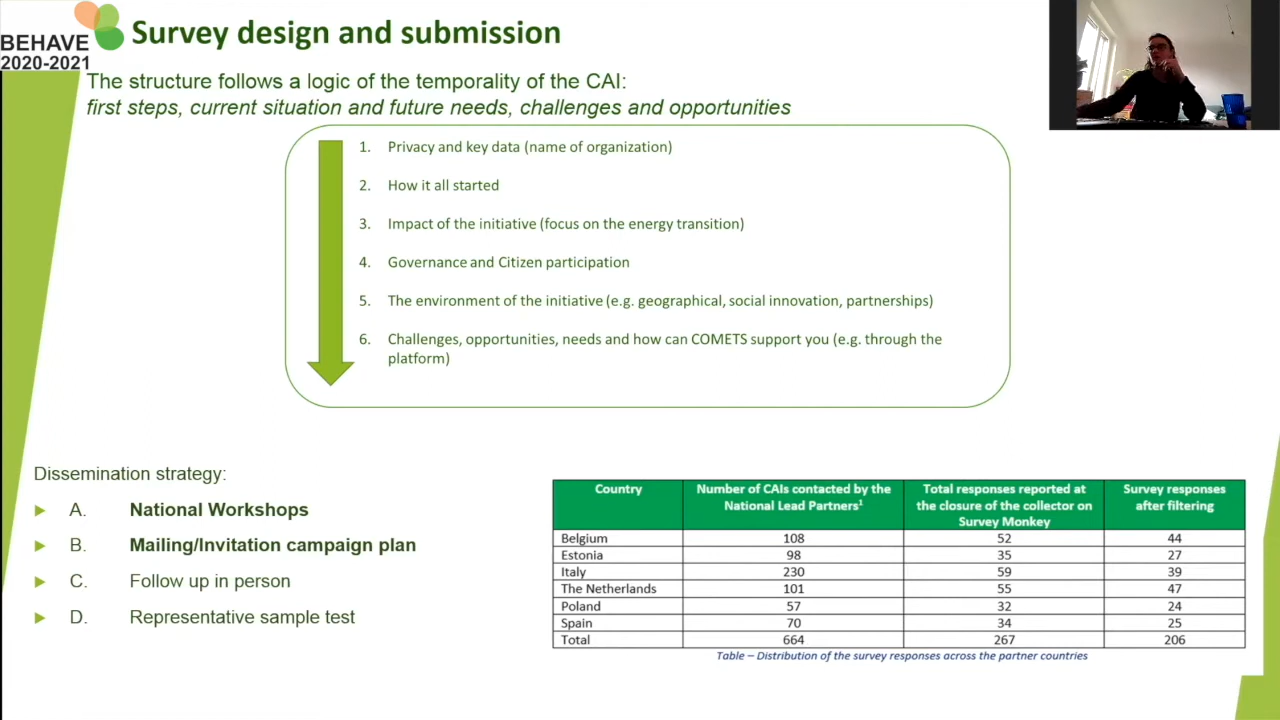 BEHAVE
2020-2021
Survey design and submission
The structure follows a logic of the temporality of the CAI:
first steps, current situation and future needs, challenges and opportunities
1. Privacy and key data (name of organization)
2. How it all started
3. Impact of the initiative (focus on the energy transition)
4. Governance and Citizen participation
5. The environment of the initiative (e.g. geographical, social innovation, partnerships)
6. Challenges, opportunities, needs and how can COMETS support you (e.g. through the
platform)
Dissemination strategy:
A. National Workshops
B. Mailing/Invitation campaign plan
C. Follow up in person
D. Representative sample test
Country Number of CAIs contacted by the National Lead Partners¹ Total responses reported at the closure of the collector on Survey Monkey Survey responses after filtering
Belgium 108 52 44
Estonia 98 35 27
Italy 230 59 39
The Netherlands 101 55 47
Poland 57 32 24
Spain 70 34 25
Total 664 267 206
Table – Distribution of the survey responses across the partner countries